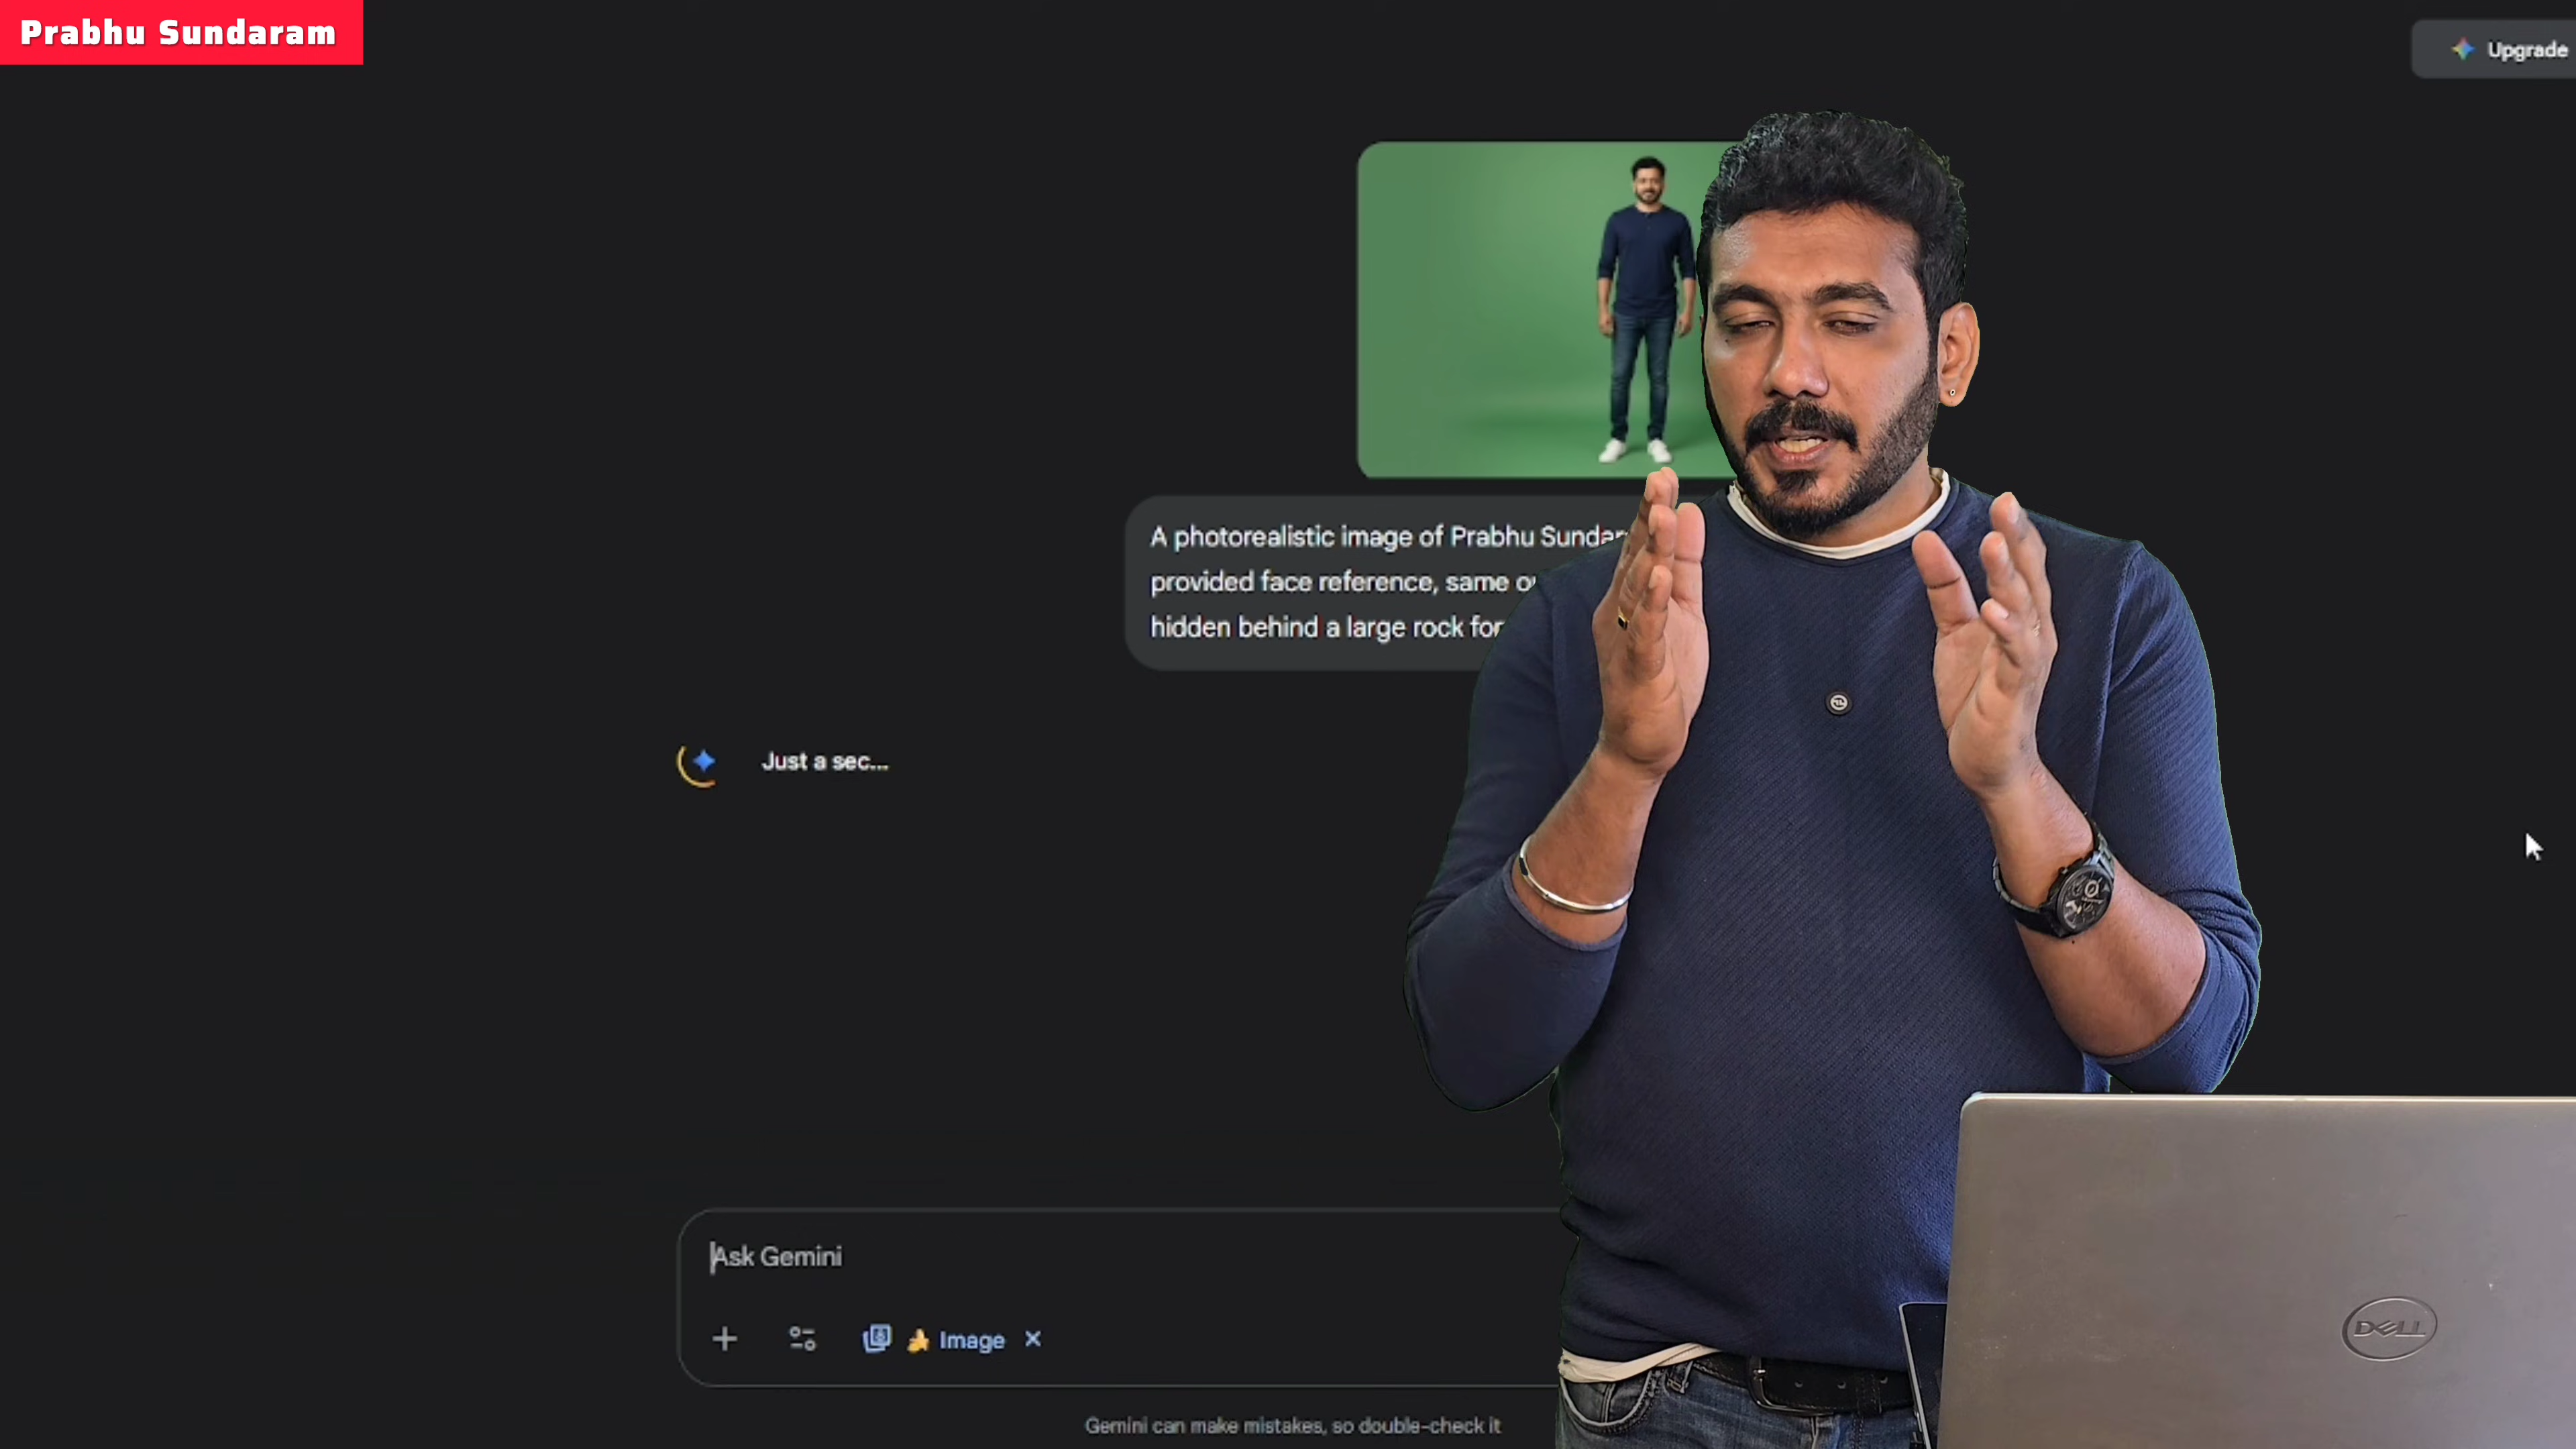 Prabhu Sundaram
Upgrade
A photorealistic image of Prabhu
provided face reference, same
hidden behind a large rock for
Just a sec...
Ask Gemini
Image
DELL
Gemini can make mistakes, so double-check it